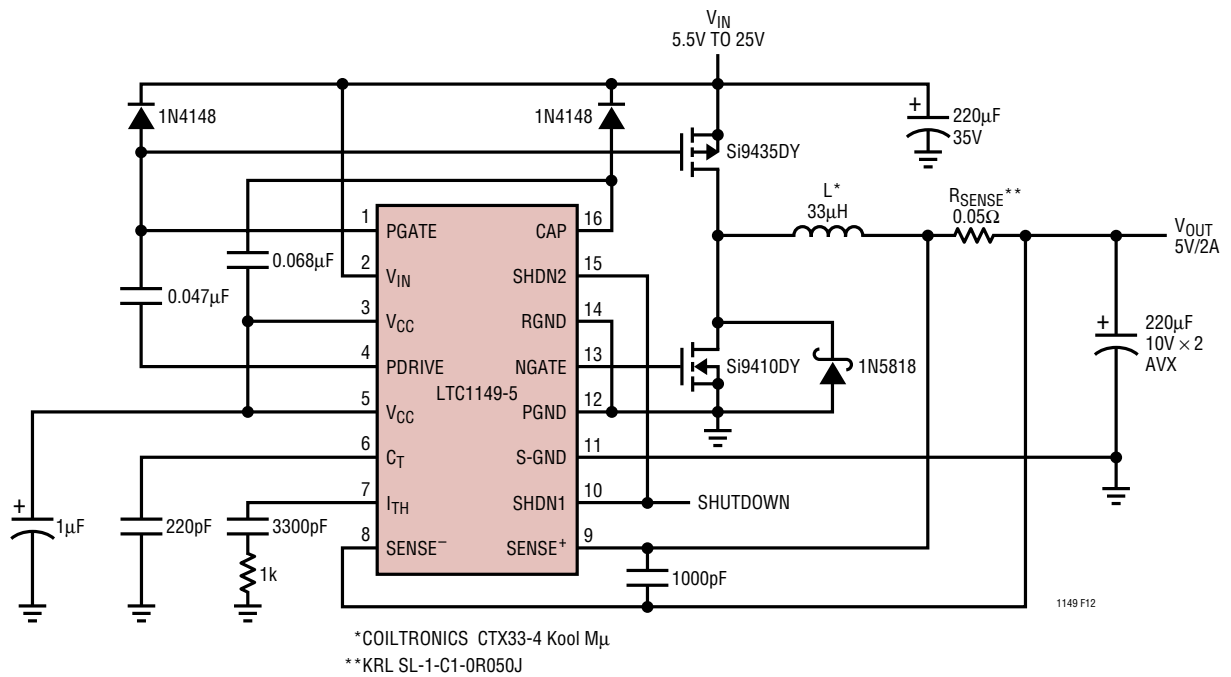 V_IN
5.5V TO 25V
1N4148
1N4148
+
220µF
35V
Si9435DY
L*
33µH
R_SENSE**
0.05Ω
V_OUT
5V/2A
1
PGATE
CAP
16
0.068µF
2
V_IN
SHDN2
15
0.047µF
3
V_CC
RGND
14
+
220µF
10V × 2
AVX
4
PDRIVE
NGATE
13
Si9410DY
1N5818
LTC1149-5
5
V_CC
PGND
12
6
C_T
S-GND
11
7
I_TH
SHDN1
10
SHUTDOWN
+
1µF
220pF
3300pF
8
SENSE⁻
SENSE⁺
9
1k
1000pF
1149 F12
*COILTRONICS CTX33-4 Kool Mµ
**KRL SL-1-C1-0R050J